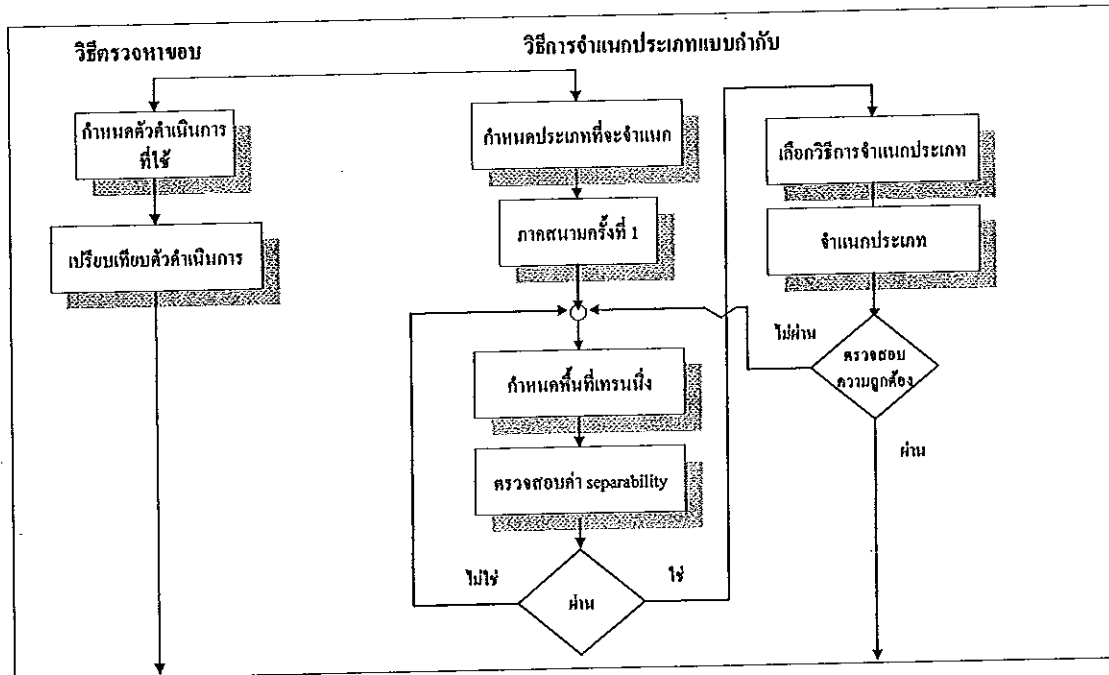 วิธีตรวจหาขอบ
วิธีการจำแนกประเภทแบบกำกับ
กำหนดตัวดำเนินการ
ที่ใช้
เปรียบเทียบตัวดำเนินการ
กำหนดประเภทที่จะจำแนก
ภาคสนามครั้งที่ 1
กำหนดพื้นที่เทรนนิ่ง
ตรวจสอบค่า separability
ไม่ใช่
ผ่าน
ใช่
เลือกวิธีการจำแนกประเภท
จำแนกประเภท
ไม่ผ่าน
ตรวจสอบ
ความถูกต้อง
ผ่าน